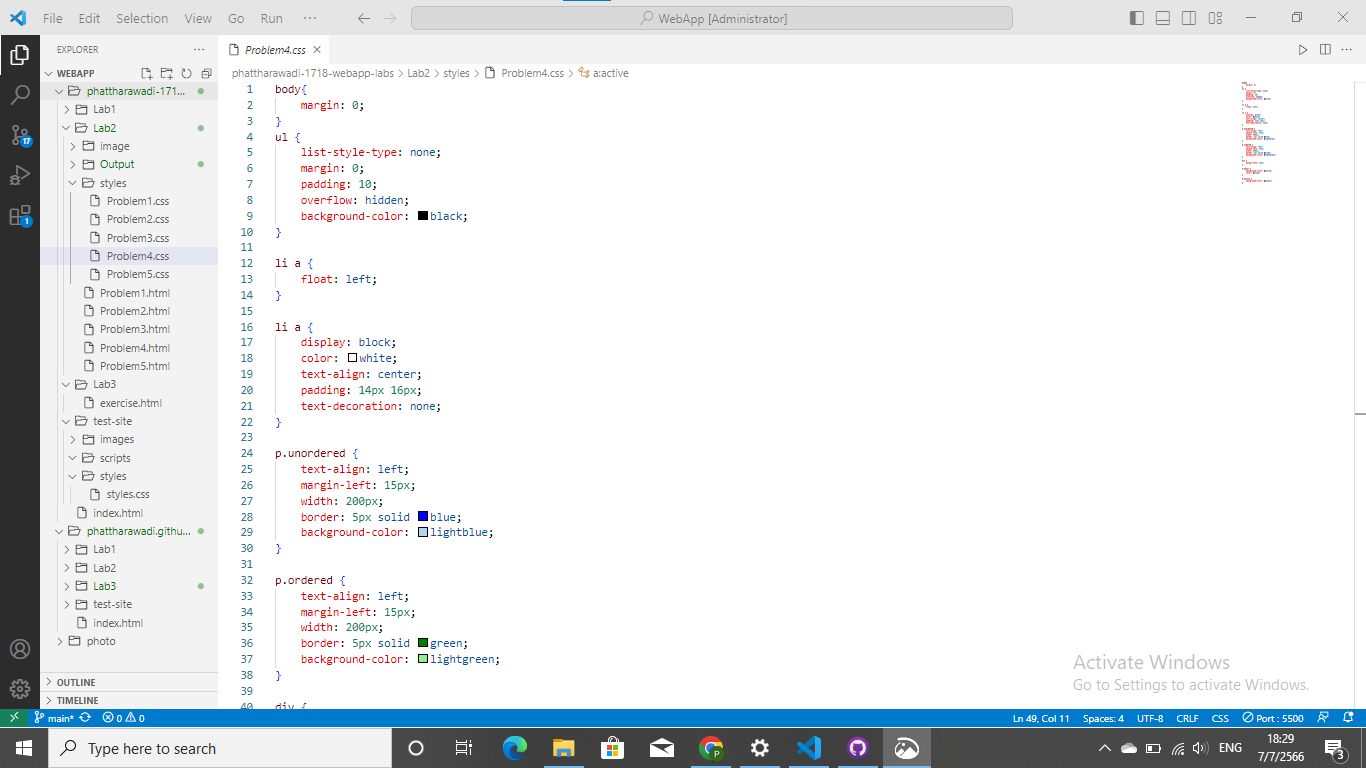 File Edit Selection View Go Run ··· WebApp [Administrator]
EXPLORER ···
WEBAPP
phattharawadi-171...
Lab1
Lab2
image
Output
styles
Problem1.css
Problem2.css
Problem3.css
Problem4.css
Problem5.css
Problem1.html
Problem2.html
Problem3.html
Problem4.html
Problem5.html
Lab3
exercise.html
test-site
images
scripts
styles
styles.css
index.html
phattharawadi.githu...
Lab1
Lab2
Lab3
test-site
index.html
photo
OUTLINE
TIMELINE
17
1
Problem4.css
phattharawadi-1718-webapp-labs > Lab2 > styles > Problem4.css > a:active
1 body{
2 margin: 0;
3 }
4 ul {
5 list-style-type: none;
6 margin: 0;
7 padding: 10;
8 overflow: hidden;
9 background-color: black;
10 }
11
12 li a {
13 float: left;
14 }
15
16 li a {
17 display: block;
18 color: white;
19 text-align: center;
20 padding: 14px 16px;
21 text-decoration: none;
22 }
23
24 p.unordered {
25 text-align: left;
26 margin-left: 15px;
27 width: 200px;
28 border: 5px solid blue;
29 background-color: lightblue;
30 }
31
32 p.ordered {
33 text-align: left;
34 margin-left: 15px;
35 width: 200px;
36 border: 5px solid green;
37 background-color: lightgreen;
38 }
39
40 div {
Activate Windows
Go to Settings to activate Windows.
main* 0 0 Ln 49, Col 11 Spaces: 4 UTF-8 CRLF CSS Port : 5500
Type here to search
P
ENG
18:29
7/7/2566
3